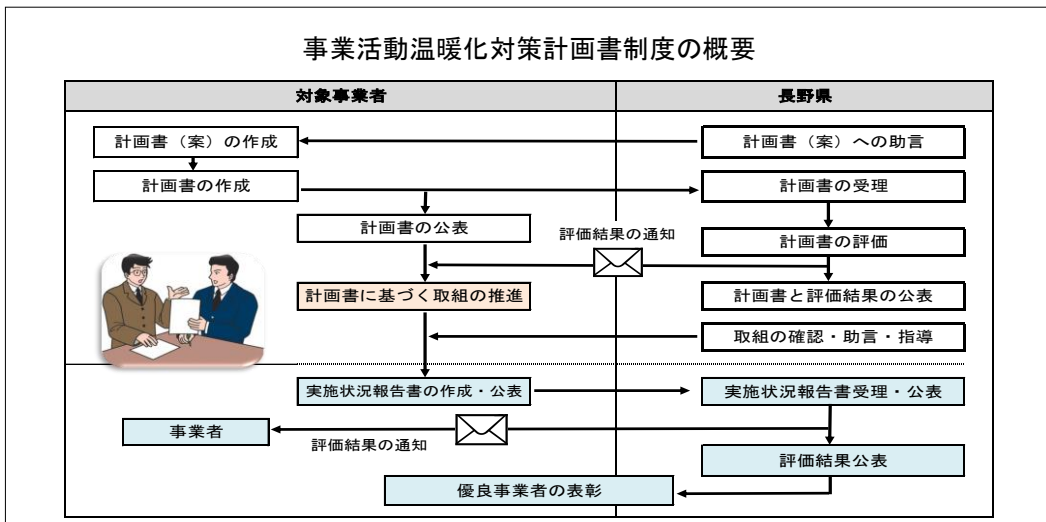 事業活動温暖化対策計画書制度の概要
対象事業者
長野県
計画書（案）の作成
計画書（案）への助言
計画書の作成
計画書の受理
計画書の公表
評価結果の通知
計画書の評価
計画書に基づく取組の推進
計画書と評価結果の公表
取組の確認・助言・指導
実施状況報告書の作成・公表
実施状況報告書受理・公表
事業者
評価結果の通知
評価結果公表
優良事業者の表彰